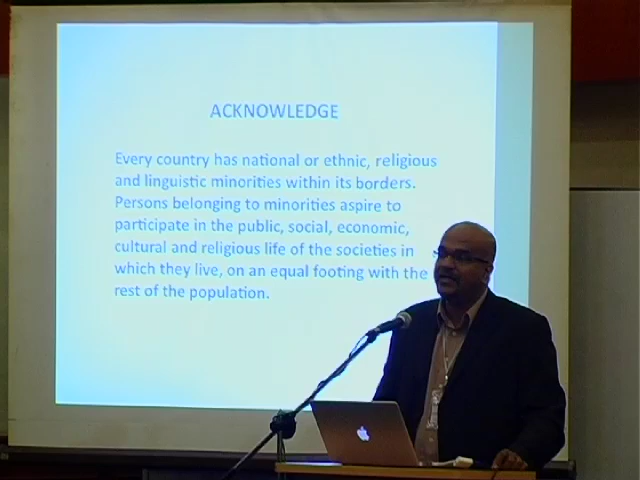 ACKNOWLEDGE
Every country has national or ethnic, religious
and linguistic minorities within its borders.
Persons belonging to minorities aspire to
participate in the public, social, economic,
cultural and religious life of the societies in
which they live, on an equal footing with the
rest of the population.